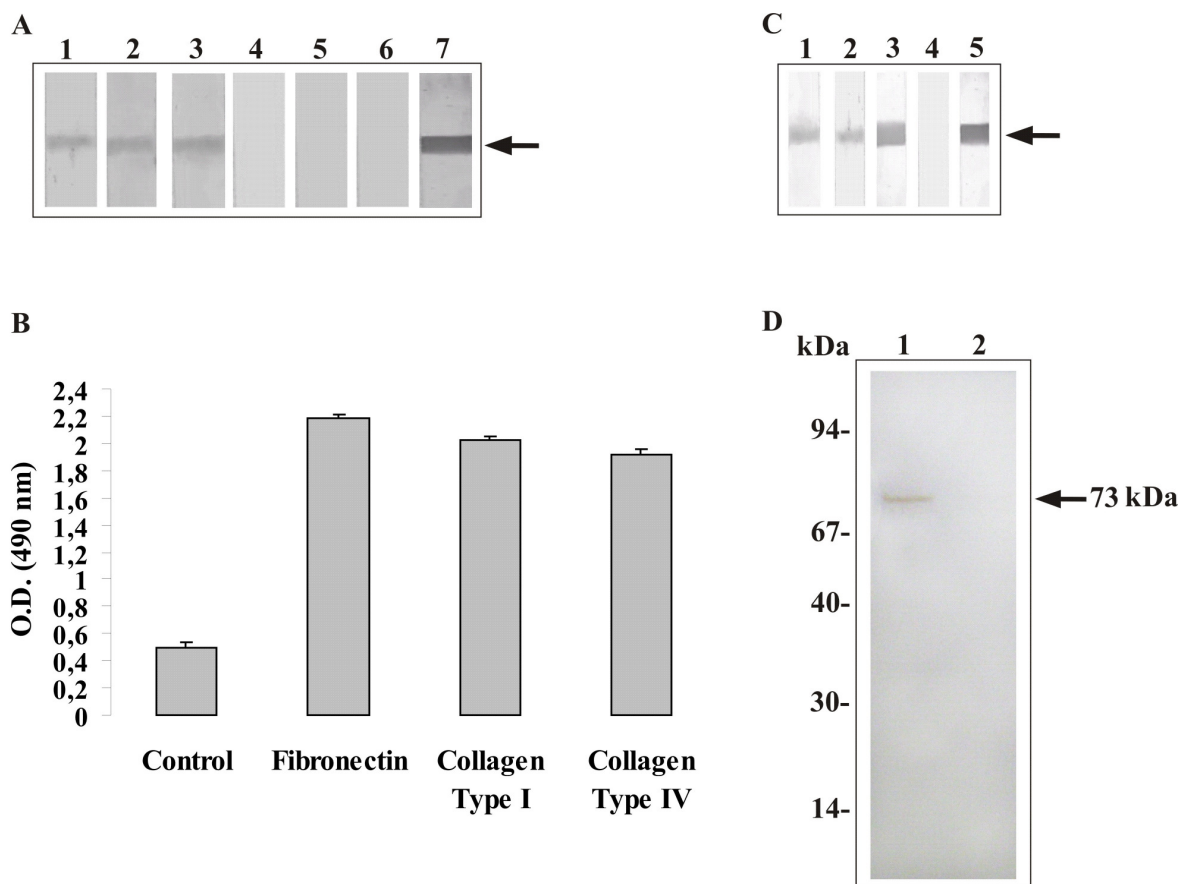 A
1 2 3 4 5 6 7
C
1 2 3 4 5
B
O.D. (490 nm)
2,4
2,2
2
1,8
1,6
1,4
1,2
1
0,8
0,6
0,4
0,2
0
Control
Fibronectin
Collagen
Type I
Collagen
Type IV
D
kDa 1 2
94-
73 kDa
67-
40-
30-
14-